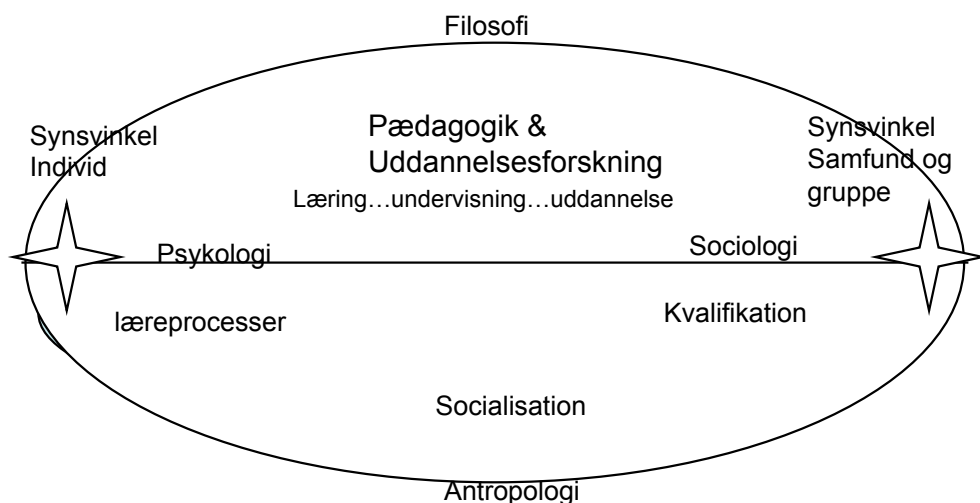 Filosofi
Synsvinkel
Individ
Pædagogik &
Uddannelsesforskning
Læring…undervisning…uddannelse
Synsvinkel
Samfund og
gruppe
Psykologi
Sociologi
læreprocesser
Kvalifikation
Socialisation
Antropologi